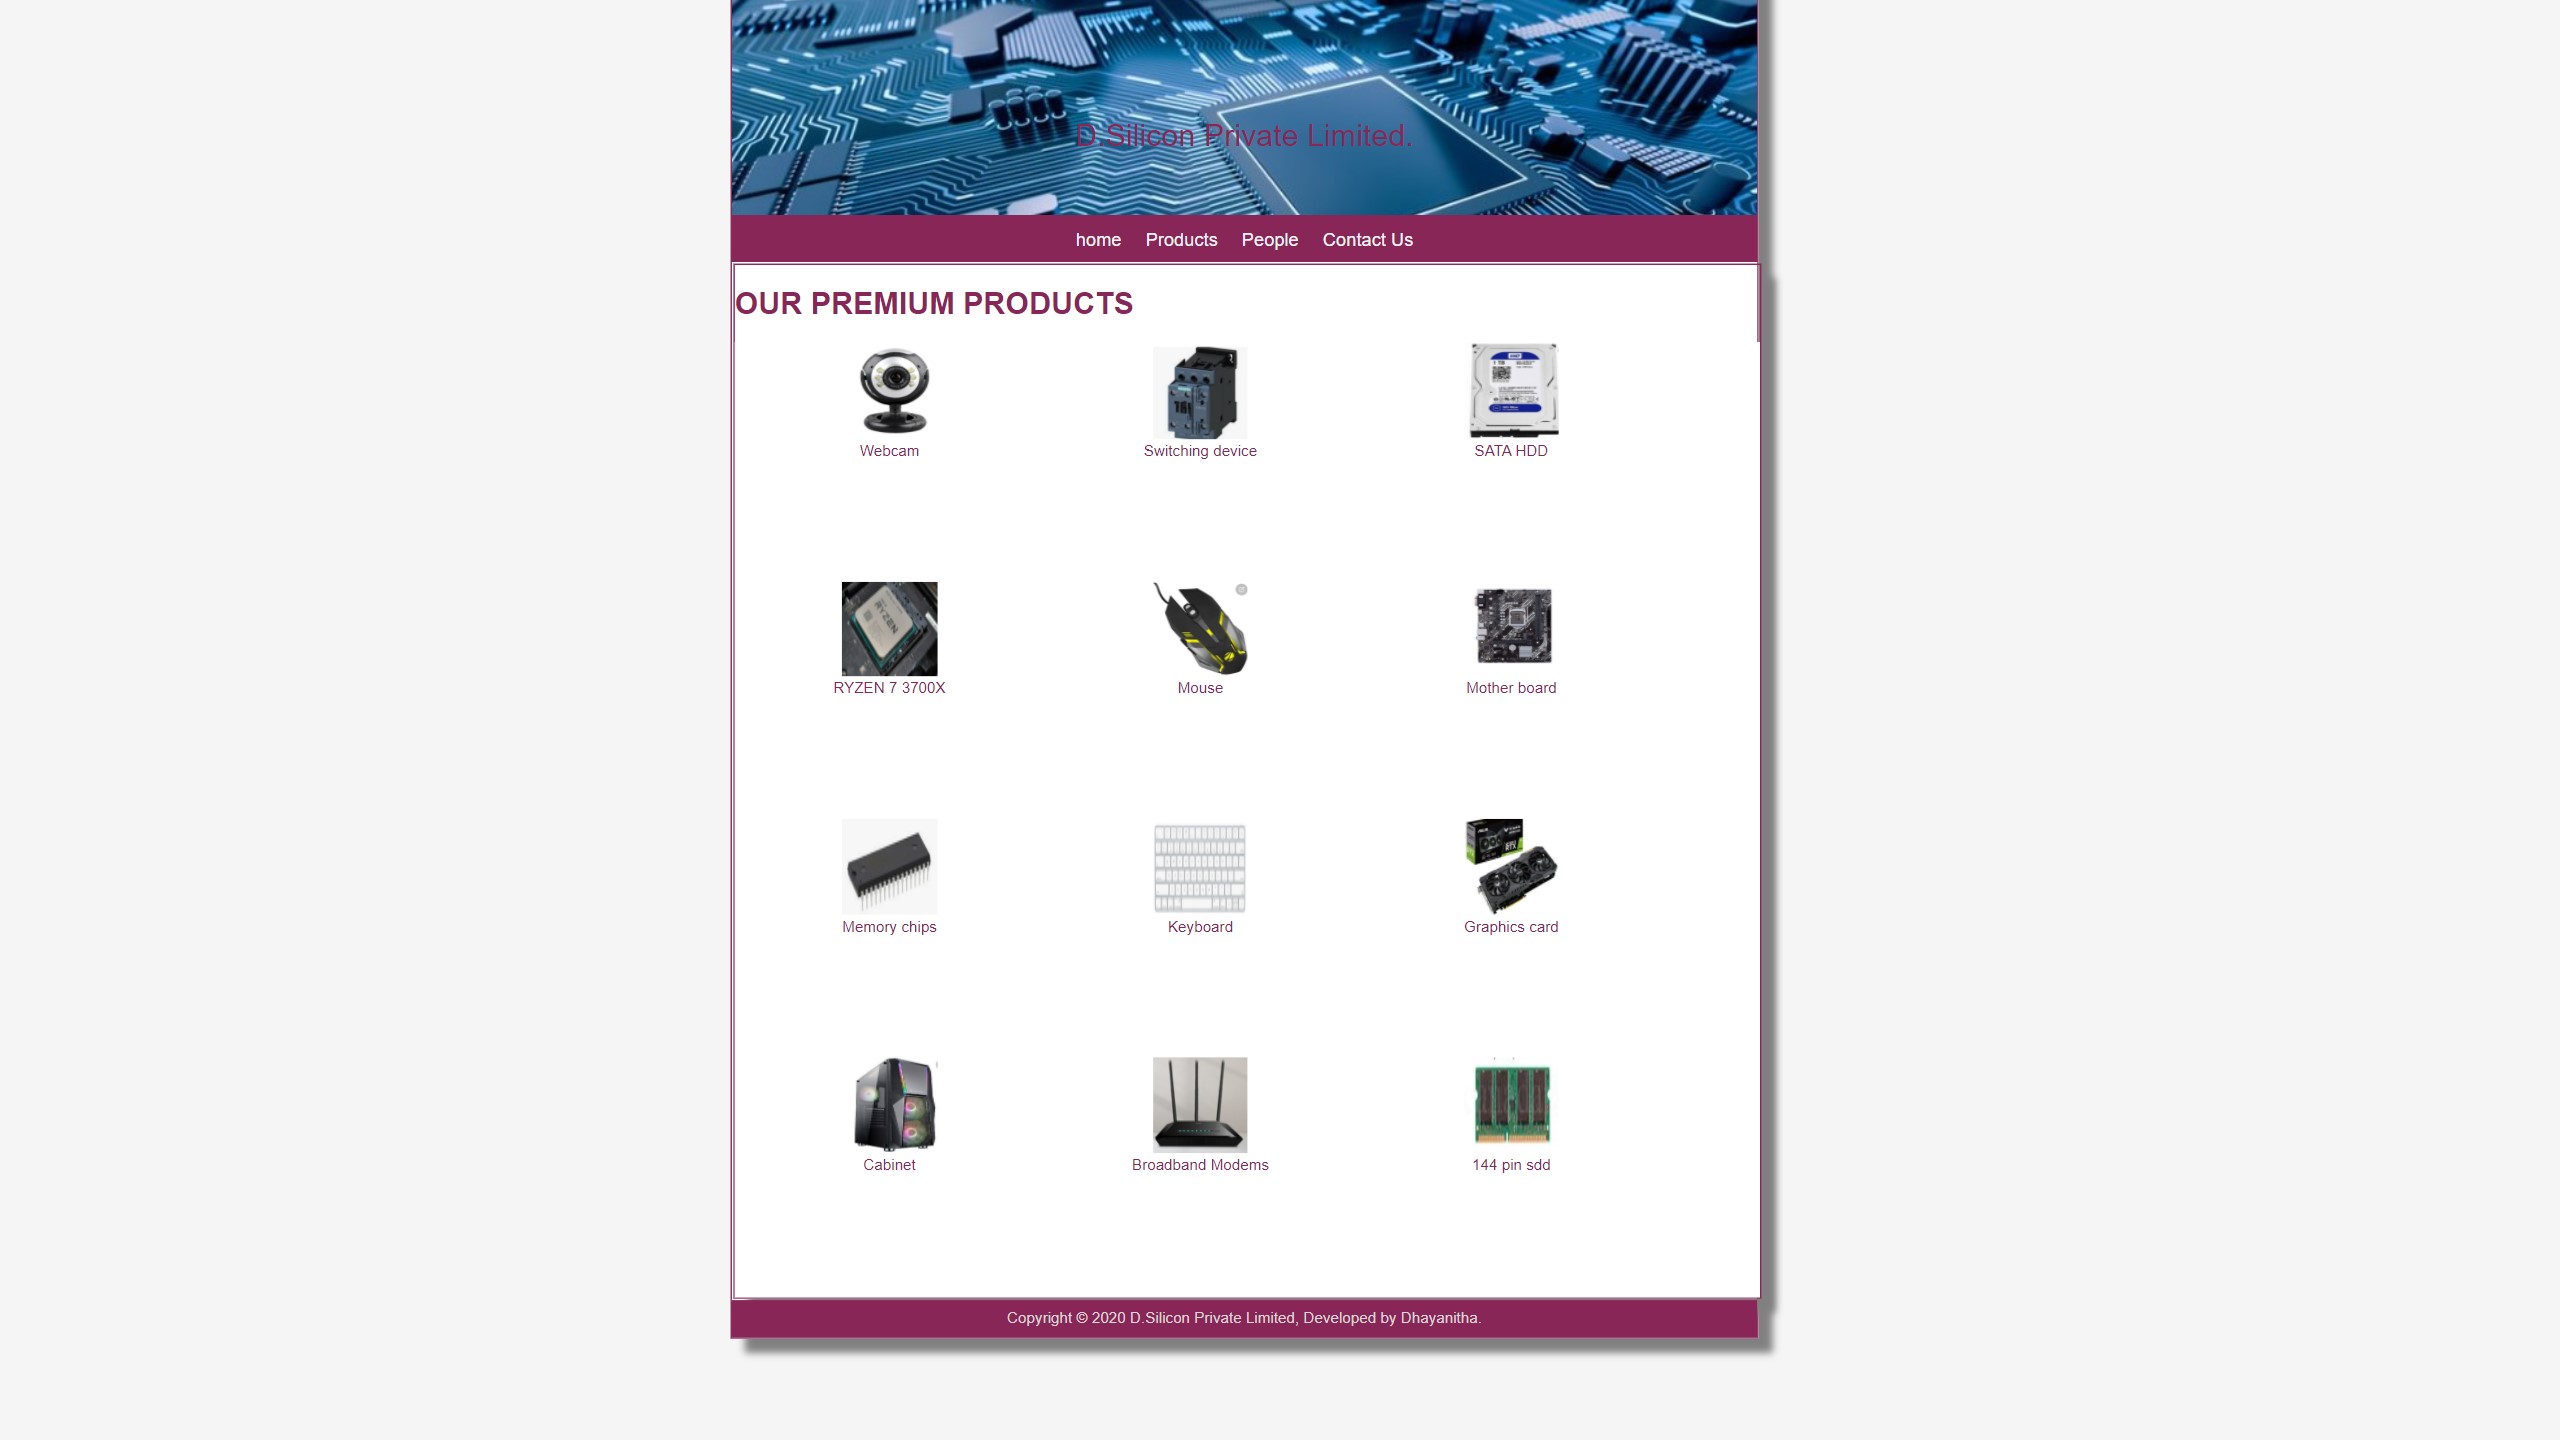 D.Silicon Private Limited.
home Products People Contact Us
OUR PREMIUM PRODUCTS
Webcam Switching device SATA HDD
RYZEN 7 3700X Mouse Mother board
Memory chips Keyboard Graphics card
Cabinet Broadband Modems 144 pin sdd
Copyright © 2020 D.Silicon Private Limited, Developed by Dhayanitha.